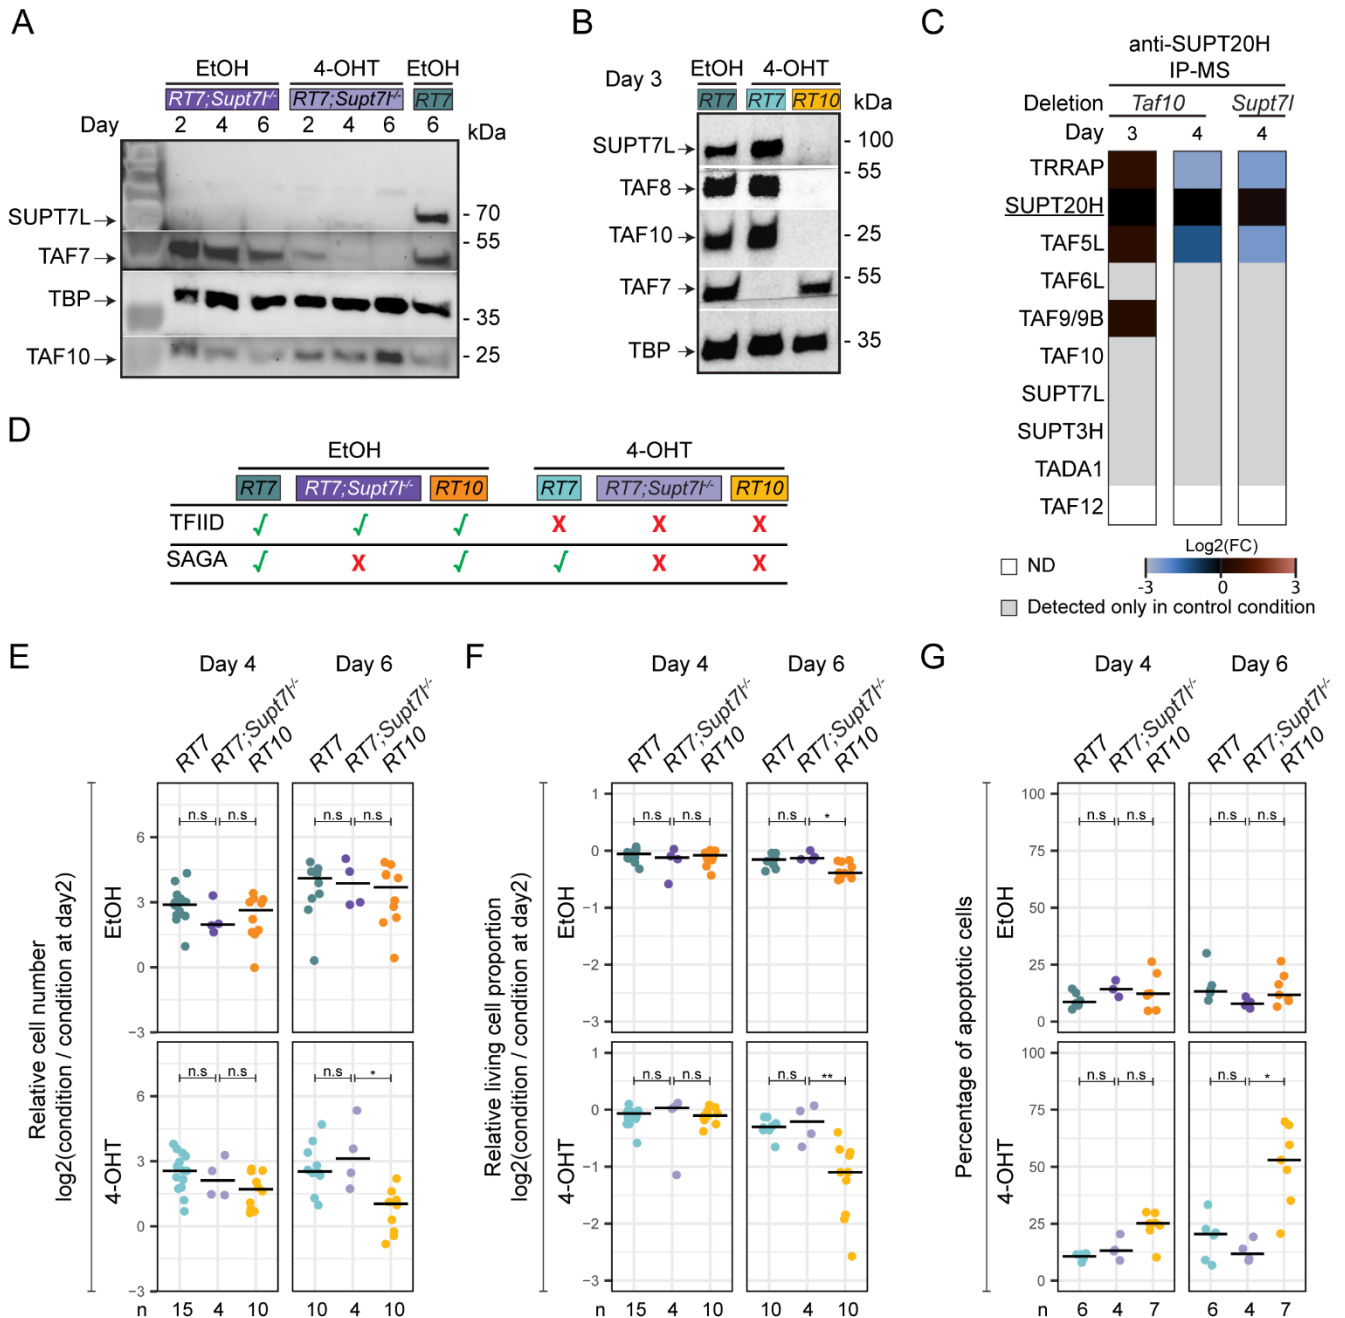 A
EtOH 4-OHT EtOH
RT7;Supt7l-/- RT7;Supt7l-/- RT7
Day 2 4 6 2 4 6 6 kDa
SUPT7L - 70
TAF7 - 55
TBP - 35
TAF10 - 25
B
Day 3 EtOH 4-OHT
RT7 RT7 RT10 kDa
SUPT7L - 100
- 55
TAF8
TAF10 - 25
TAF7 - 55
TBP - 35
C
anti-SUPT20H
IP-MS
Deletion Taf10 Supt7l
Day 3 4 4
TRRAP
SUPT20H
TAF5L
TAF6L
TAF9/9B
TAF10
SUPT7L
SUPT3H
TADA1
TAF12
ND
Log2(FC)
-3 0 3
Detected only in control condition
D
EtOH 4-OHT
RT7 RT7;Supt7l-/- RT10 RT7 RT7;Supt7l-/- RT10
TFIID √ √ √ X X X
SAGA √ X √ √ X X
E
Day 4 Day 6
RT7 RT7;Supt7l-/- RT10 RT7 RT7;Supt7l-/- RT10
Relative cell number
log2(condition / condition at day2)
EtOH
6
3
0
−3
n.s n.s n.s n.s
4-OHT
6
3
0
−3
n.s n.s n.s *
n 15 4 10 10 4 10
F
Day 4 Day 6
RT7 RT7;Supt7l-/- RT10 RT7 RT7;Supt7l-/- RT10
Relative living cell proportion
log2(condition / condition at day2)
EtOH
1
0
−1
−2
−3
n.s n.s n.s *
4-OHT
1
0
−1
−2
−3
n.s n.s n.s **
n 15 4 10 10 4 10
G
Day 4 Day 6
RT7 RT7;Supt7l-/- RT10 RT7 RT7;Supt7l-/- RT10
Percentage of apoptotic cells
EtOH
100
75
50
25
0
n.s n.s n.s n.s
4-OHT
100
75
50
25
0
n.s n.s n.s *
n 6 4 7 6 4 7